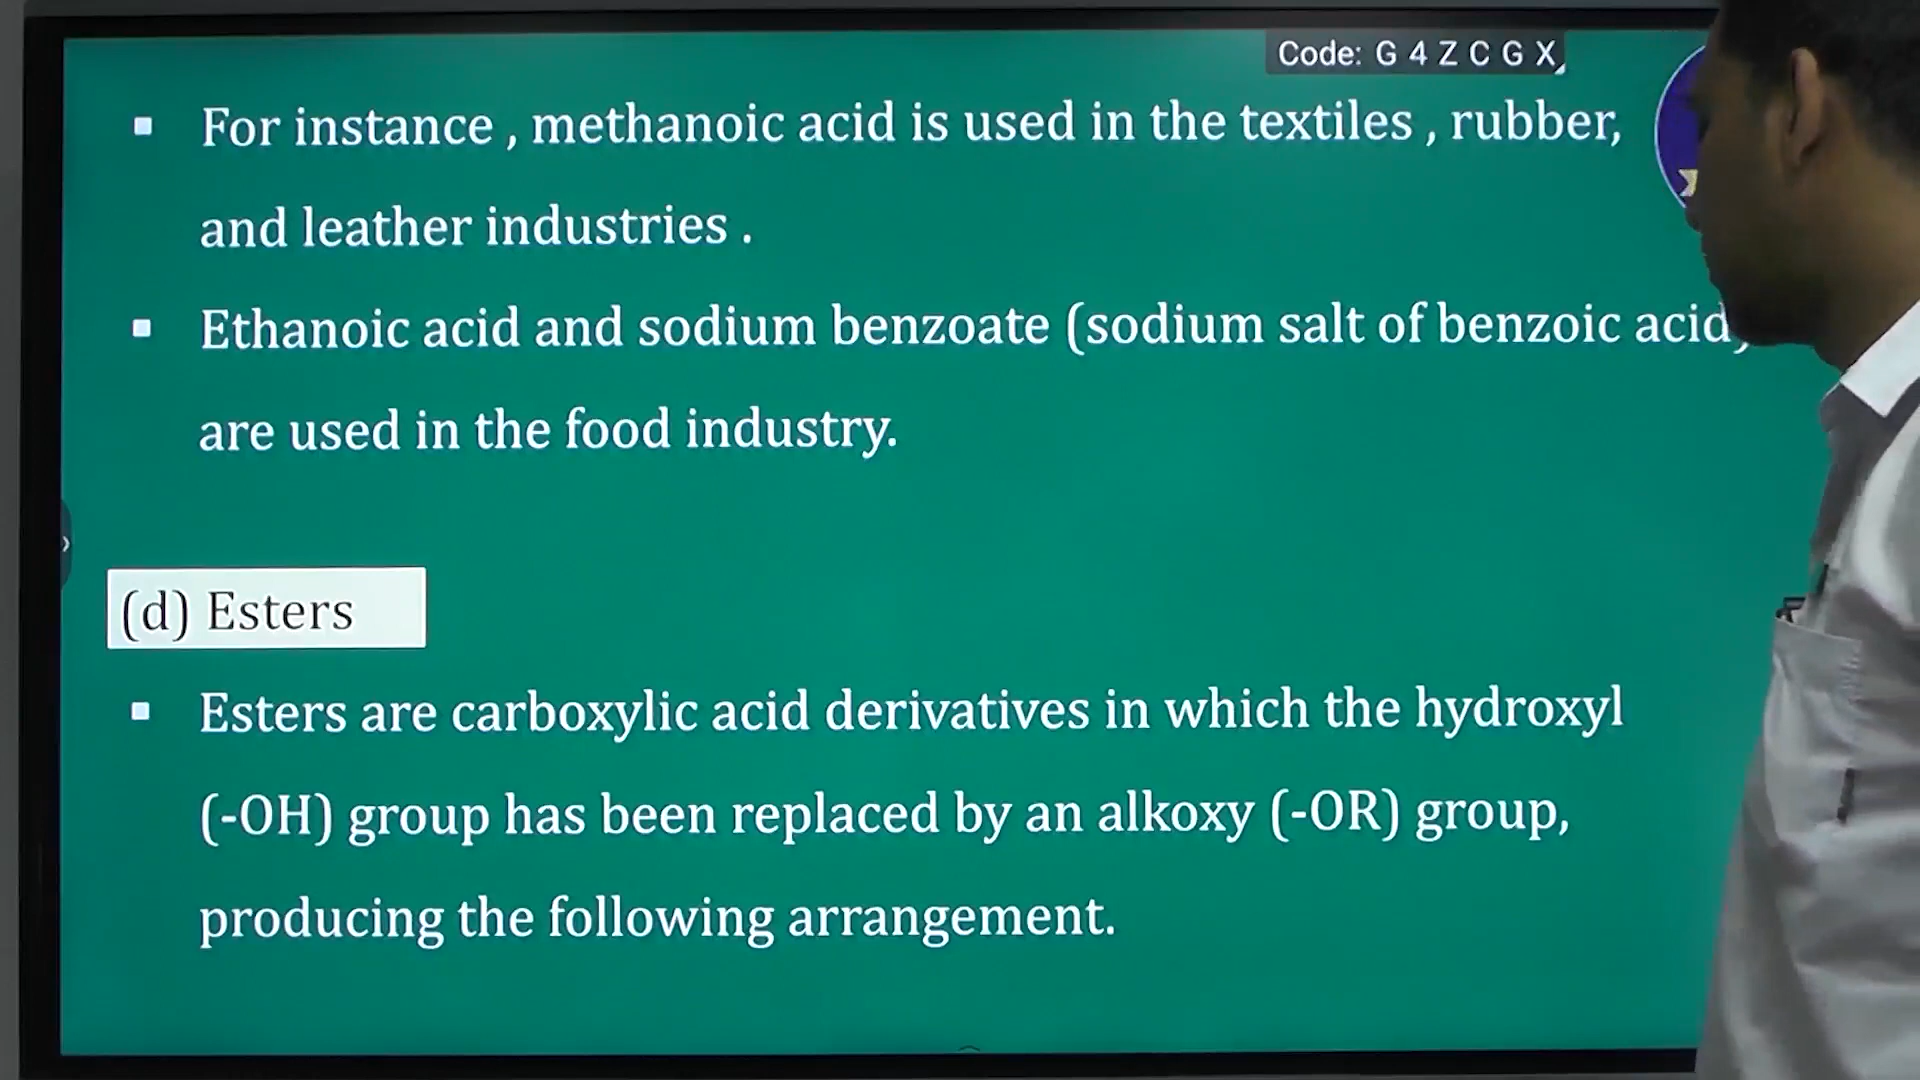 Code: G 4 Z C G X
▪ For instance , methanoic acid is used in the textiles , rubber,
and leather industries .
▪ Ethanoic acid and sodium benzoate (sodium salt of benzoic acid)
are used in the food industry.
(d) Esters
▪ Esters are carboxylic acid derivatives in which the hydroxyl
(-OH) group has been replaced by an alkoxy (-OR) group,
producing the following arrangement.